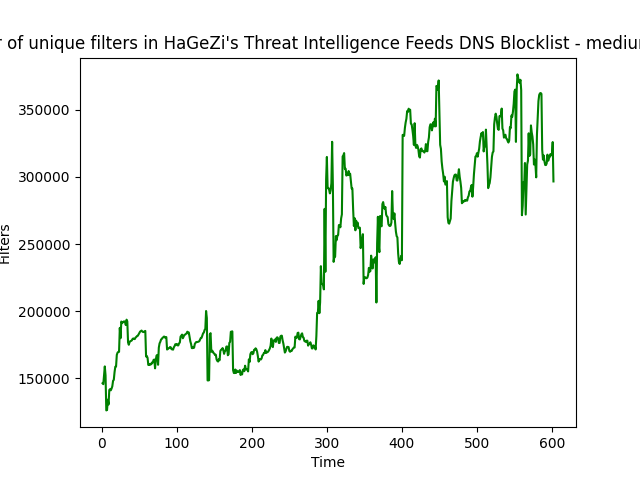 r of unique filters in HaGeZi's Threat Intelligence Feeds DNS Blocklist - mediur
350000
300000
250000
200000
150000
Filters
0 100 200 300 400 500 600
Time